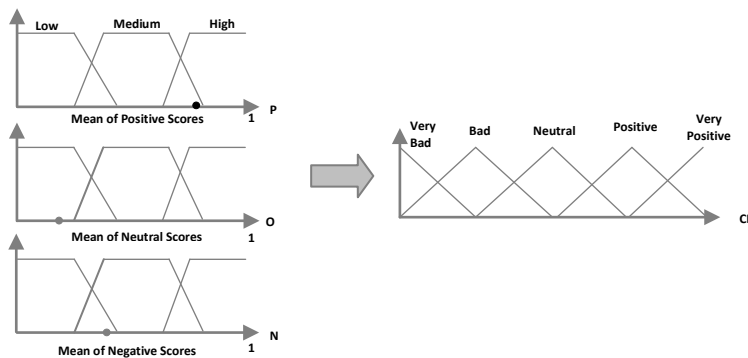 Low Medium High
P
Mean of Positive Scores 1
O
Mean of Neutral Scores 1
N
Mean of Negative Scores 1
Very Bad
Bad
Neutral
Positive
Very Positive